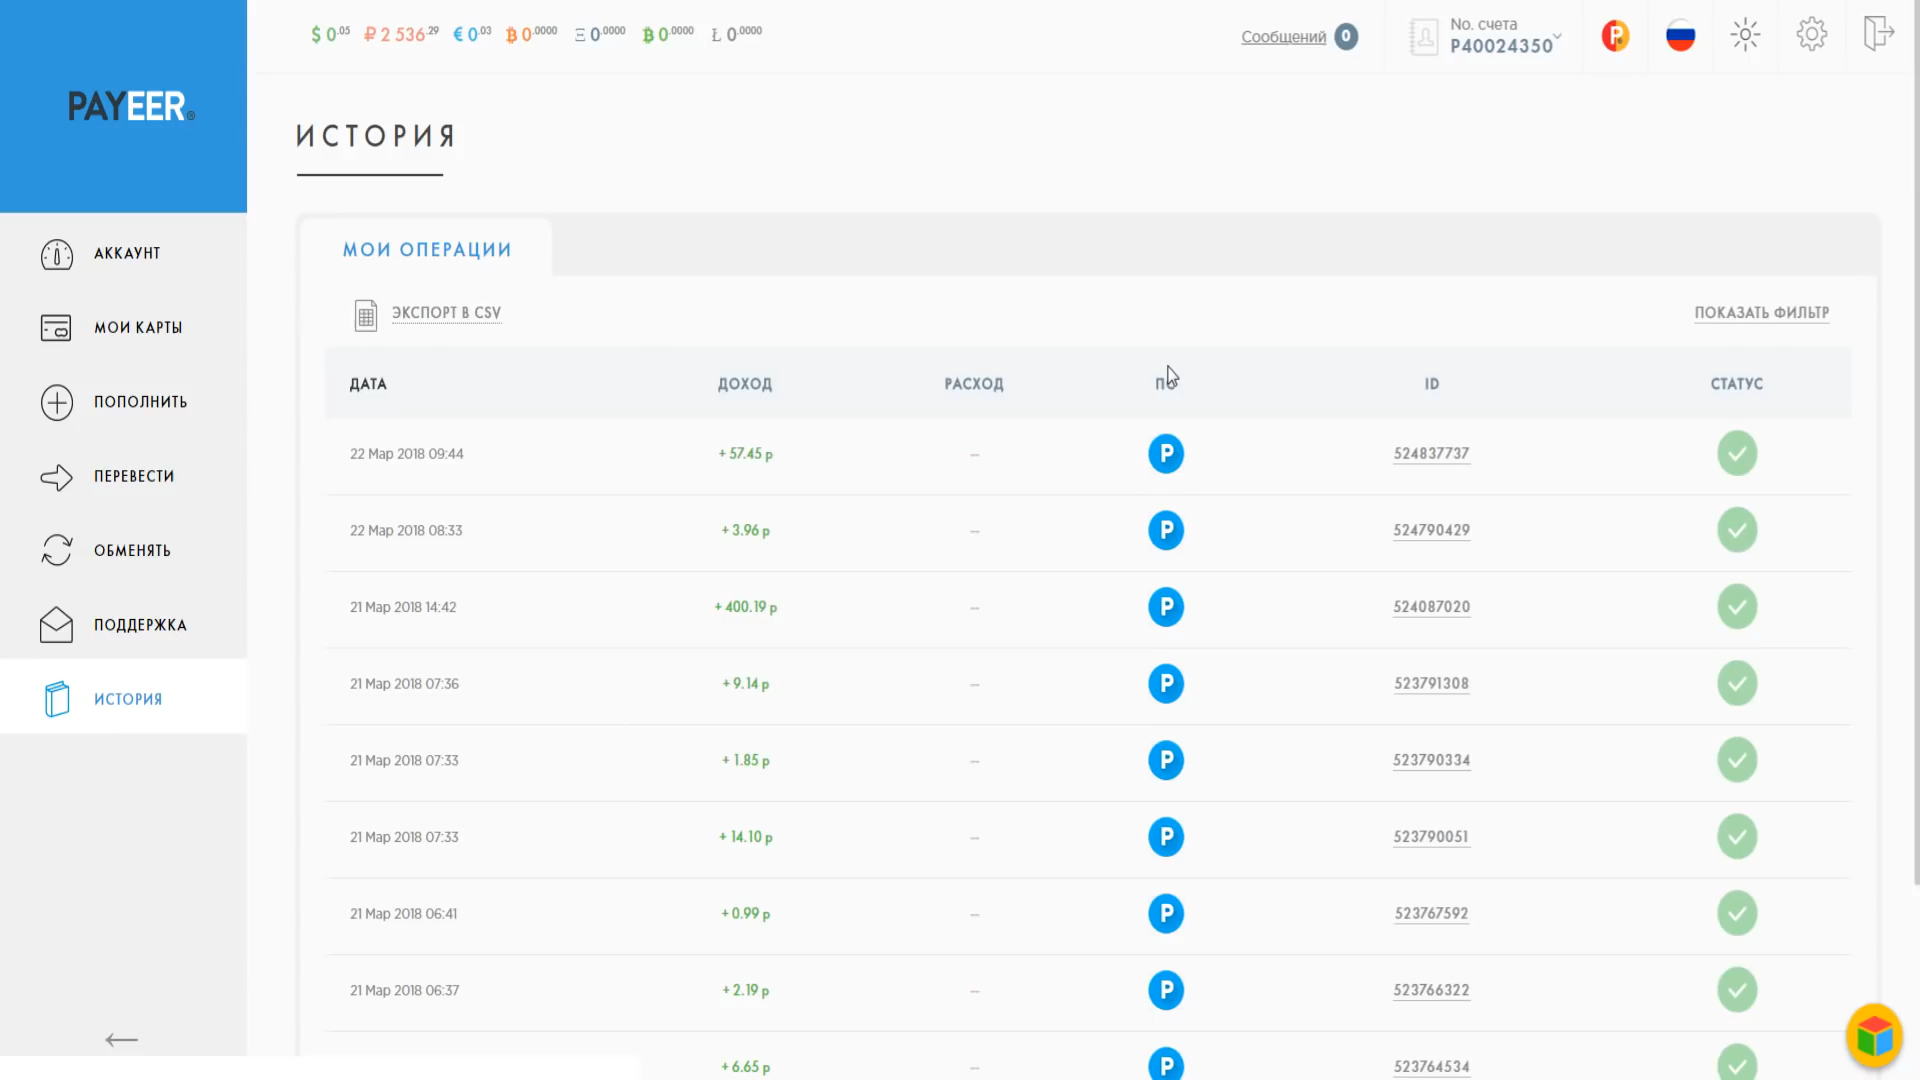 $ 0.05 ₽ 2 536.29 € 0.03 ฿ 0.0000 Ξ 0.0000 ฿ 0.0000 Ł 0.0000
Сообщений 0
No. счета
P40024350
PAYEER®
ИСТОРИЯ
АККАУНТ
МОИ КАРТЫ
ПОПОЛНИТЬ
ПЕРЕВЕСТИ
ОБМЕНЯТЬ
ПОДДЕРЖКА
ИСТОРИЯ
МОИ ОПЕРАЦИИ
ЭКСПОРТ В CSV
ПОКАЗАТЬ ФИЛЬТР
ДАТА ДОХОД РАСХОД ПС ID СТАТУС
22 Мар 2018 09:44 + 57.45 р – P 524837737
22 Мар 2018 08:33 + 3.96 р – P 524790429
21 Мар 2018 14:42 + 400.19 р – P 524087020
21 Мар 2018 07:36 + 9.14 р – P 523791308
21 Мар 2018 07:33 + 1.85 р – P 523790334
21 Мар 2018 07:33 + 14.10 р – P 523790051
21 Мар 2018 06:41 + 0.99 р – P 523767592
21 Мар 2018 06:37 + 2.19 р – P 523766322
+ 6.65 р – P 523764534